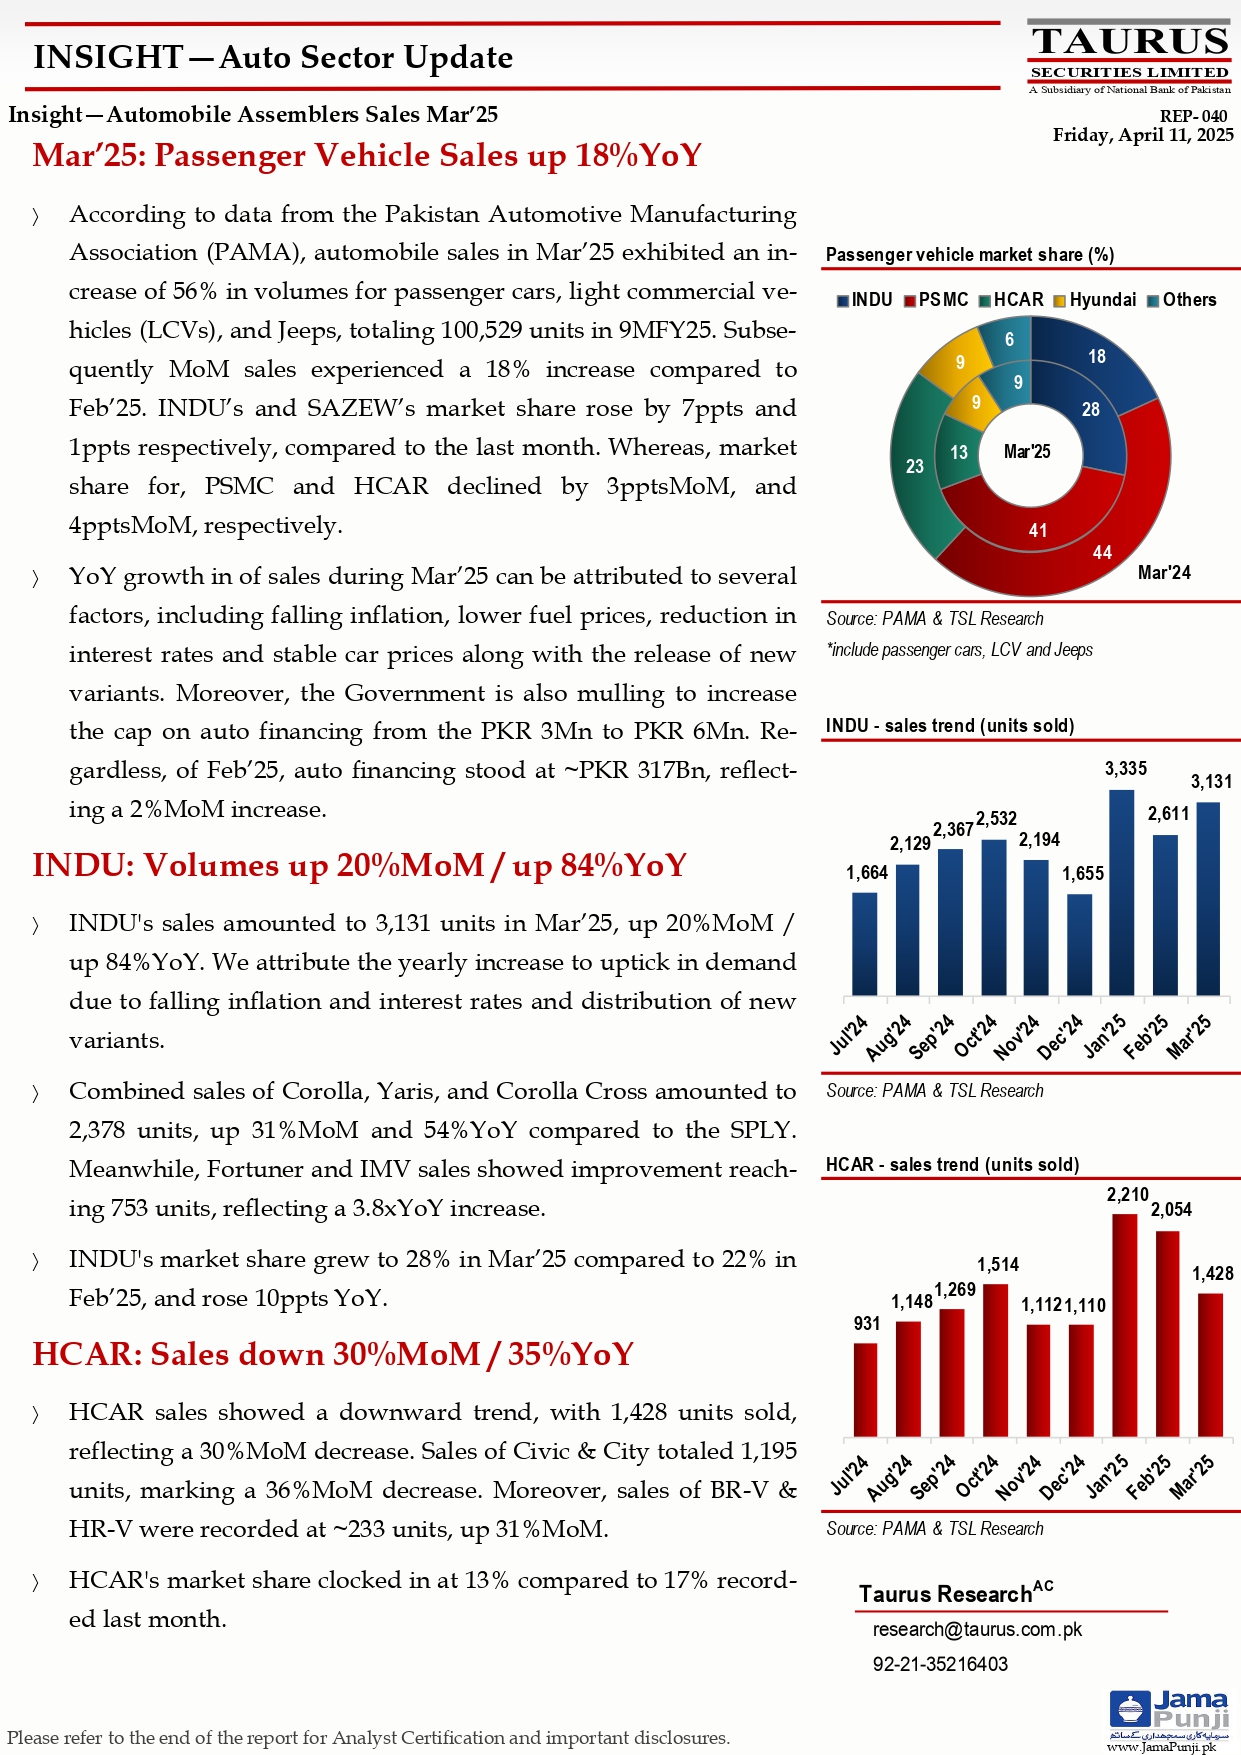 INSIGHT—Auto Sector Update
TAURUS
SECURITIES LIMITED
A Subsidiary of National Bank of Pakistan
Insight—Automobile Assemblers Sales Mar’25
REP- 040
Friday, April 11, 2025
Mar’25: Passenger Vehicle Sales up 18%YoY
〉 According to data from the Pakistan Automotive Manufacturing
Association (PAMA), automobile sales in Mar’25 exhibited an in-
crease of 56% in volumes for passenger cars, light commercial ve-
hicles (LCVs), and Jeeps, totaling 100,529 units in 9MFY25. Subse-
quently MoM sales experienced a 18% increase compared to
Feb’25. INDU’s and SAZEW’s market share rose by 7ppts and
1ppts respectively, compared to the last month. Whereas, market
share for, PSMC and HCAR declined by 3pptsMoM, and
4pptsMoM, respectively.
〉 YoY growth in of sales during Mar’25 can be attributed to several
factors, including falling inflation, lower fuel prices, reduction in
interest rates and stable car prices along with the release of new
variants. Moreover, the Government is also mulling to increase
the cap on auto financing from the PKR 3Mn to PKR 6Mn. Re-
gardless, of Feb’25, auto financing stood at ~PKR 317Bn, reflect-
ing a 2%MoM increase.
INDU: Volumes up 20%MoM / up 84%YoY
〉 INDU's sales amounted to 3,131 units in Mar’25, up 20%MoM /
up 84%YoY. We attribute the yearly increase to uptick in demand
due to falling inflation and interest rates and distribution of new
variants.
〉 Combined sales of Corolla, Yaris, and Corolla Cross amounted to
2,378 units, up 31%MoM and 54%YoY compared to the SPLY.
Meanwhile, Fortuner and IMV sales showed improvement reach-
ing 753 units, reflecting a 3.8xYoY increase.
〉 INDU's market share grew to 28% in Mar’25 compared to 22% in
Feb’25, and rose 10ppts YoY.
HCAR: Sales down 30%MoM / 35%YoY
〉 HCAR sales showed a downward trend, with 1,428 units sold,
reflecting a 30%MoM decrease. Sales of Civic & City totaled 1,195
units, marking a 36%MoM decrease. Moreover, sales of BR-V &
HR-V were recorded at ~233 units, up 31%MoM.
〉 HCAR's market share clocked in at 13% compared to 17% record-
ed last month.
Passenger vehicle market share (%)
INDU PSMC HCAR Hyundai Others
6
18
9
9
9
28
23
13
Mar'25
41
44
Mar'24
Source: PAMA & TSL Research
*include passenger cars, LCV and Jeeps
INDU - sales trend (units sold)
1,664 2,129 2,367 2,532 2,194 1,655 3,335 2,611 3,131
Jul'24 Aug'24 Sep'24 Oct'24 Nov'24 Dec'24 Jan'25 Feb'25 Mar'25
Source: PAMA & TSL Research
HCAR - sales trend (units sold)
931 1,148 1,269 1,514 1,112 1,110 2,210 2,054 1,428
Jul'24 Aug'24 Sep'24 Oct'24 Nov'24 Dec'24 Jan'25 Feb'25 Mar'25
Source: PAMA & TSL Research
Taurus Research AC
research@taurus.com.pk
92-21-35216403
Jama
Punji
سرمایہ کاری سمجھداری کے ساتھ
www.JamaPunji.pk
Please refer to the end of the report for Analyst Certification and important disclosures.